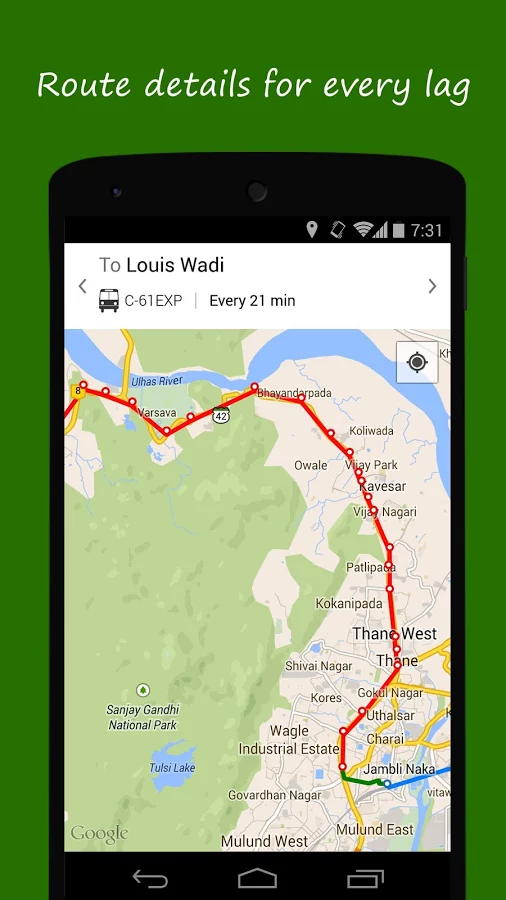 Route details for every lag
7:31
To Louis Wadi
C-61EXP | Every 21 min
8
Ulhas River
Varsava
42
Bhayandarpada
Kh
Koliwada
Owale
Vijay Park
Kavesar
Vijay Nagari
Patlipada
Kokanipada
Thane West
Thane
Shivai Nagar
Gokul Nagar
Kores
Uthalsar
Sanjay Gandhi
National Park
Wagle
Industrial Estate
Charai
Tulsi Lake
Jambli Naka
Govardhan Nagar
vitaw
Google
Mulund East
Mulund West